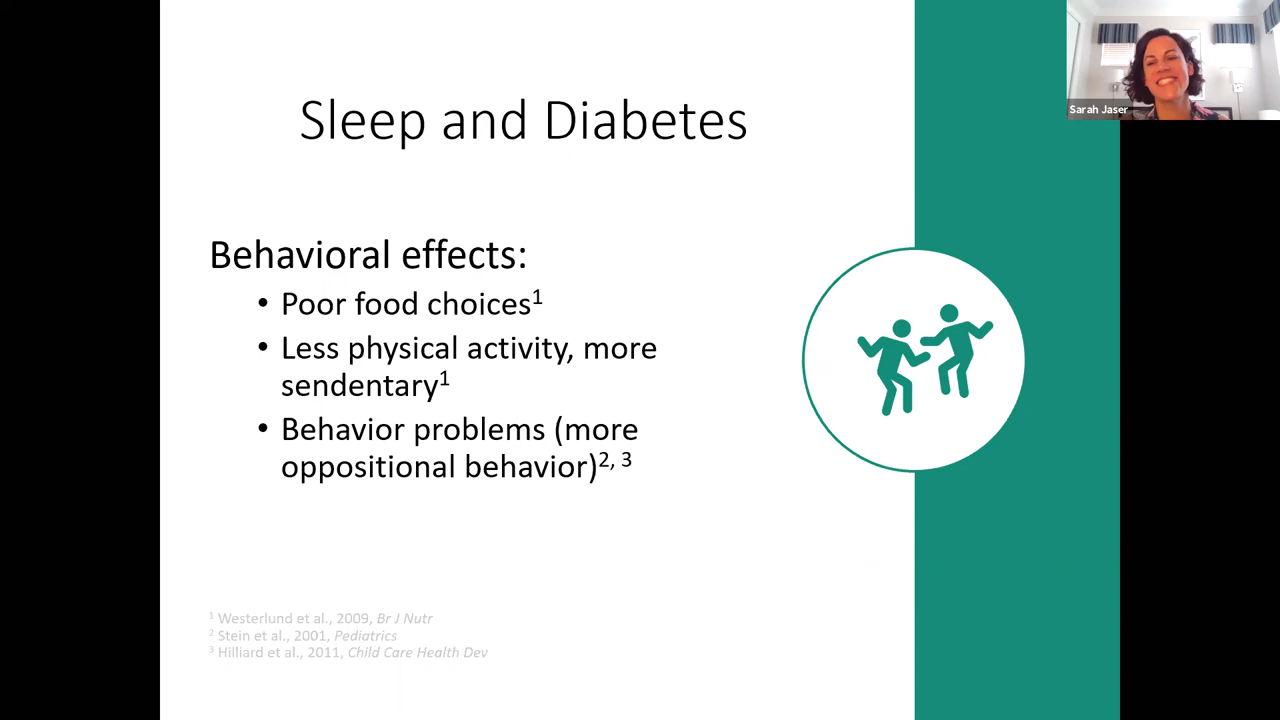 Sleep and Diabetes
Sarah Jaser
Behavioral effects:
• Poor food choices1
• Less physical activity, more
sendentary1
• Behavior problems (more
oppositional behavior)2, 3
1 Westerlund et al., 2009, Br J Nutr
2 Stein et al., 2001, Pediatrics
3 Hilliard et al., 2011, Child Care Health Dev